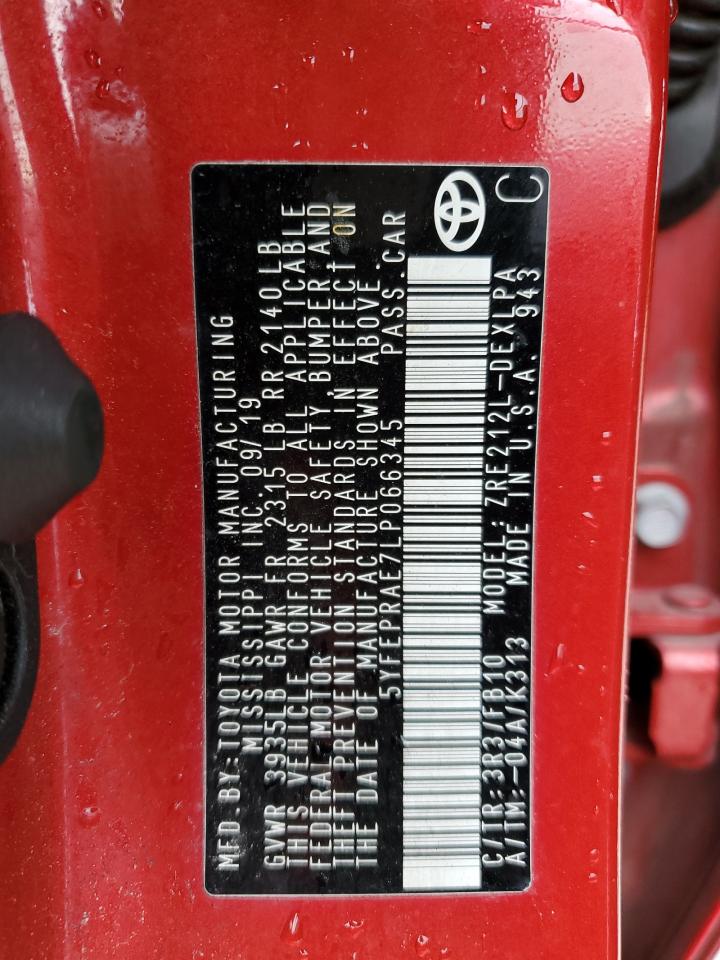 MFD BY: TOYOTA MOTOR MANUFACTURING
MISSISSIPPI INC. 09/19
GVWR 3935LB GAWR FR 2315 LB RR 2140LB
THIS VEHICLE CONFORMS TO ALL APPLICABLE
FEDERAL MOTOR VEHICLE SAFETY, BUMPER AND
THEFT PREVENTION STANDARDS IN EFFECT ON
THE DATE OF MANUFACTURE SHOWN ABOVE.
5YFEPRAE7LP066345 PASS.CAR
C/TR: 3R3/FB10 MODEL: ZRE212L-DEXLPA
A/TM: -04A/K313 MADE IN U.S.A. 943
C